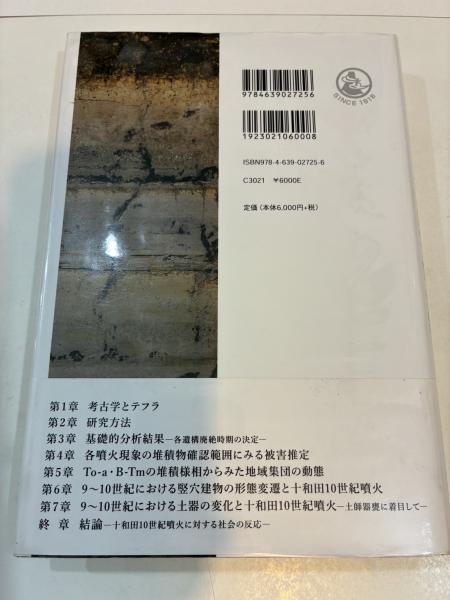 9784639027256
SINCE 1916
1923021060008
ISBN978-4-639-02725-6
C3021 ¥6000E
定価（本体6,000円+税）
第1章 考古学とテフラ
第2章 研究方法
第3章 基礎的分析結果―各遺構廃絶時期の決定―
第4章 各噴火現象の堆積物確認範囲にみる被害推定
第5章 To-a・B-Tmの堆積様相からみた地域集団の動態
第6章 9～10世紀における竪穴建物の形態変遷と十和田10世紀噴火
第7章 9～10世紀における土器の変化と十和田10世紀噴火―土師器甕に着目して―
終 章 結論―十和田10世紀噴火に対する社会の反応―